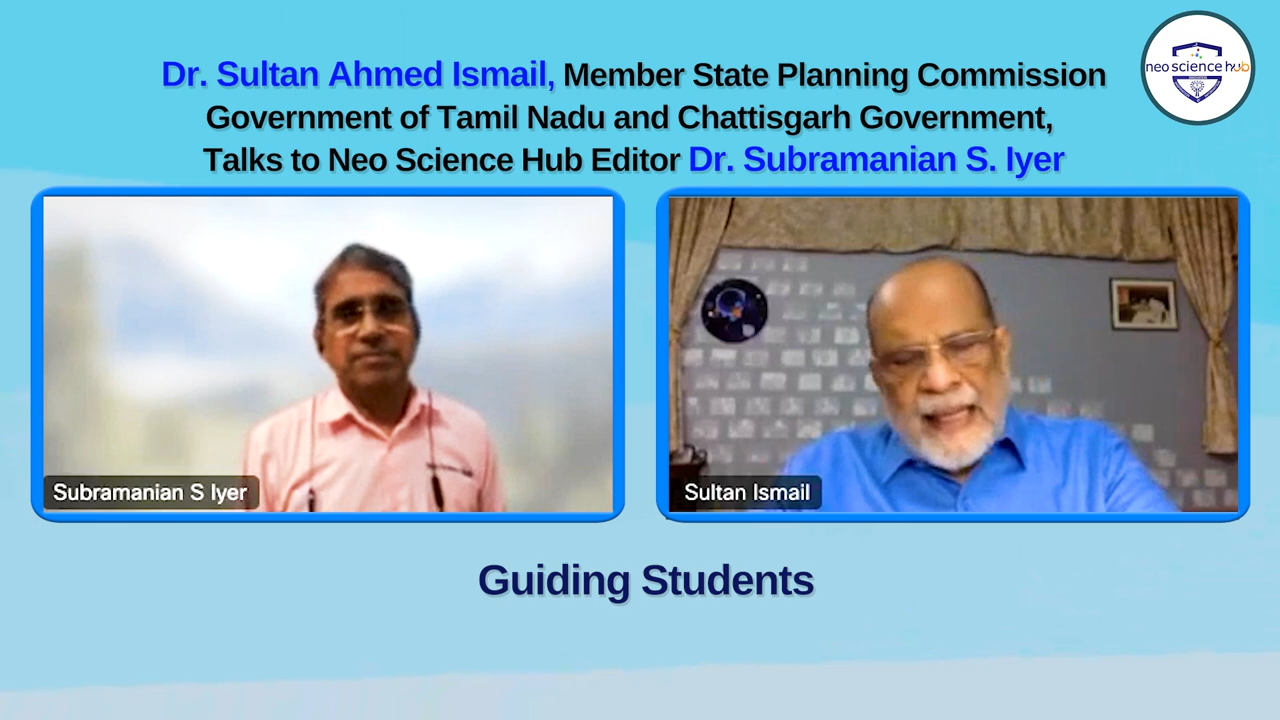 Dr. Sultan Ahmed Ismail, Member State Planning Commission
Government of Tamil Nadu and Chattisgarh Government,
Talks to Neo Science Hub Editor Dr. Subramanian S. Iyer
neo science hub
Subramanian S Iyer
Sultan Ismail
Guiding Students